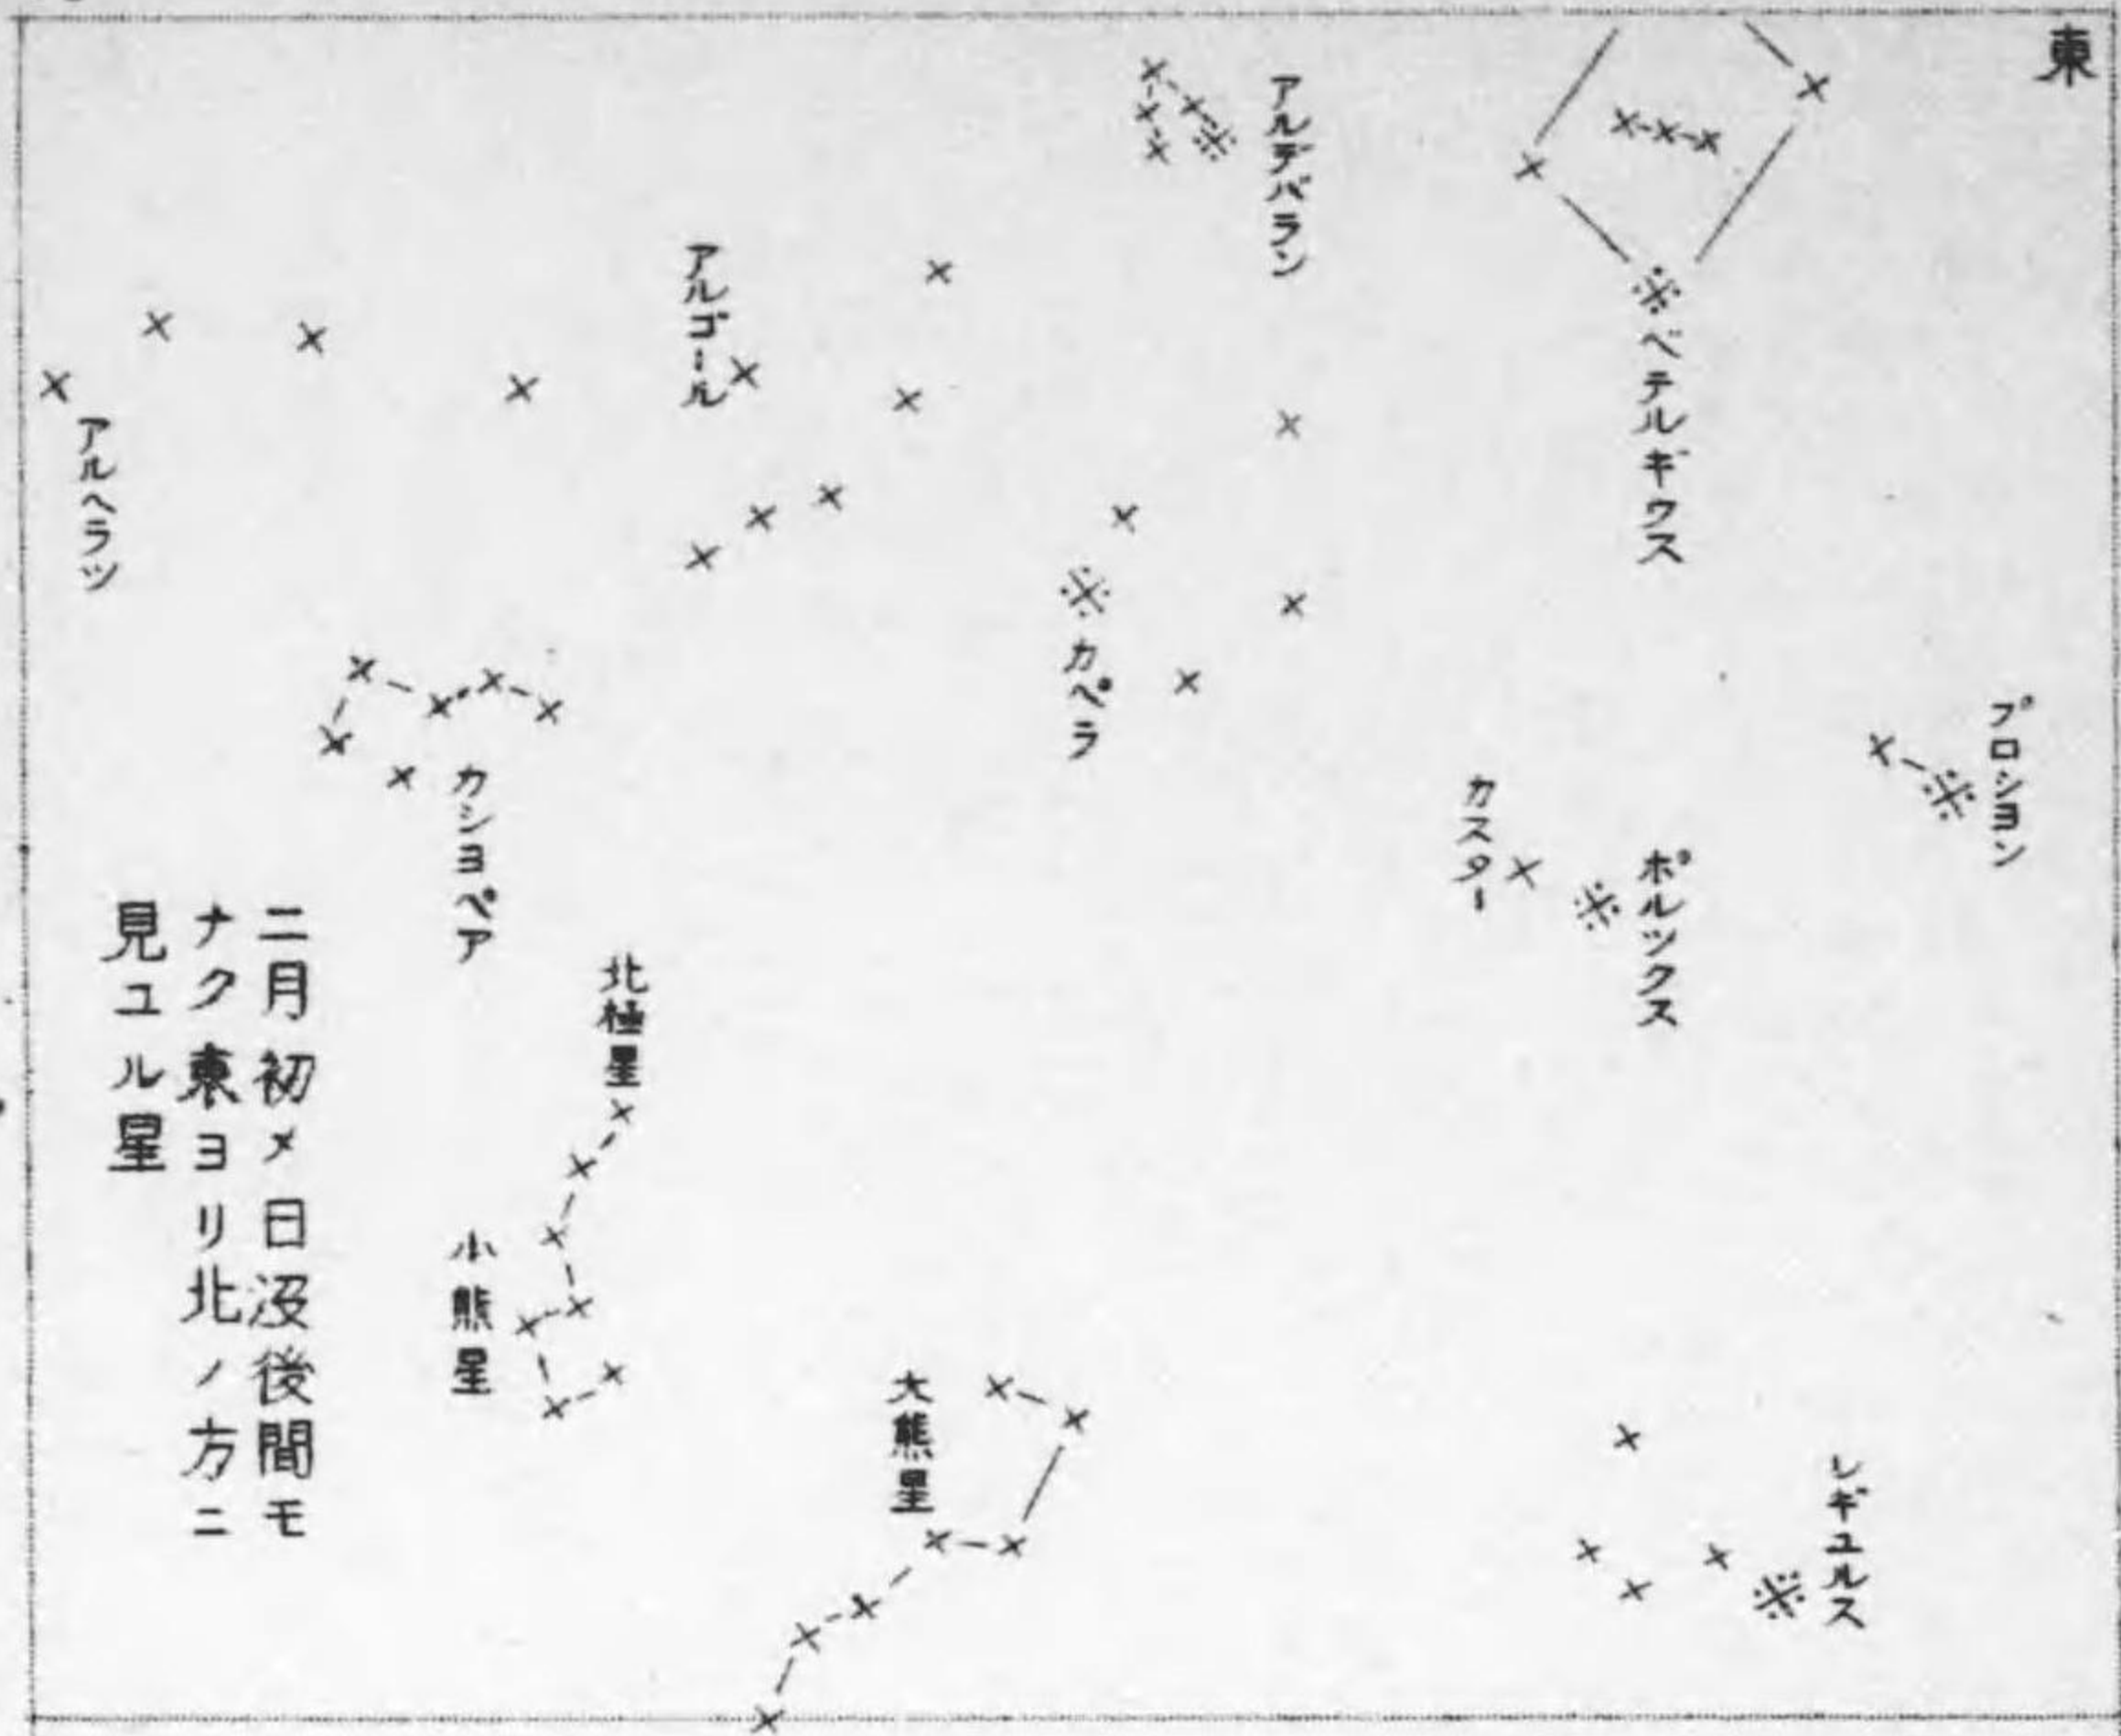 東
ベテルギウス
アルデバラン
アルゴール
アルヘラツ
プロシヨン
ポルツクス
カスター
カペラ
カシヨペア
北極星
小熊星
大熊星
レギユルス
二月初メ日没後間モ
ナク東ヨリ北ノ方ニ
見ユル星